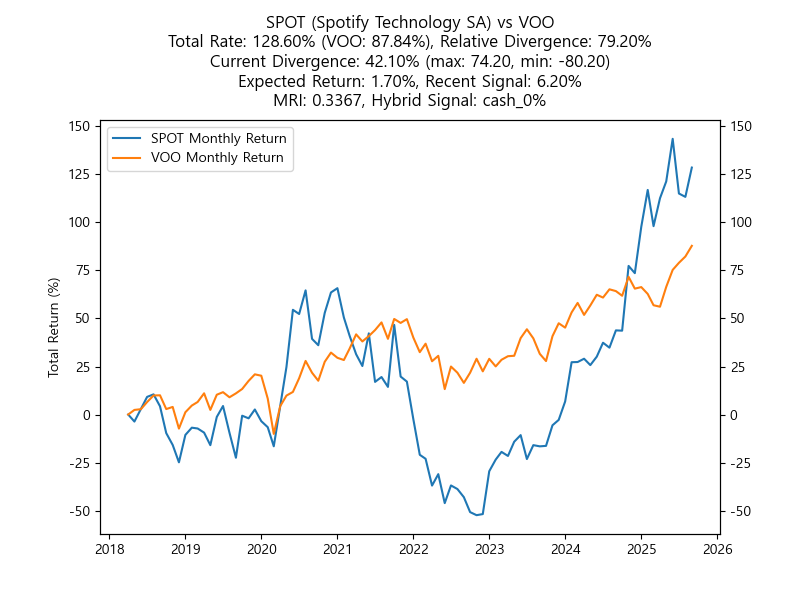 SPOT (Spotify Technology SA) vs VOO
Total Rate: 128.60% (VOO: 87.84%), Relative Divergence: 79.20%
Current Divergence: 42.10% (max: 74.20, min: -80.20)
Expected Return: 1.70%, Recent Signal: 6.20%
MRI: 0.3367, Hybrid Signal: cash_0%
SPOT Monthly Return
VOO Monthly Return
Total Return (%)
150
125
100
75
50
25
0
-25
-50
150
125
100
75
50
25
0
-25
-50
2018 2019 2020 2021 2022 2023 2024 2025 2026